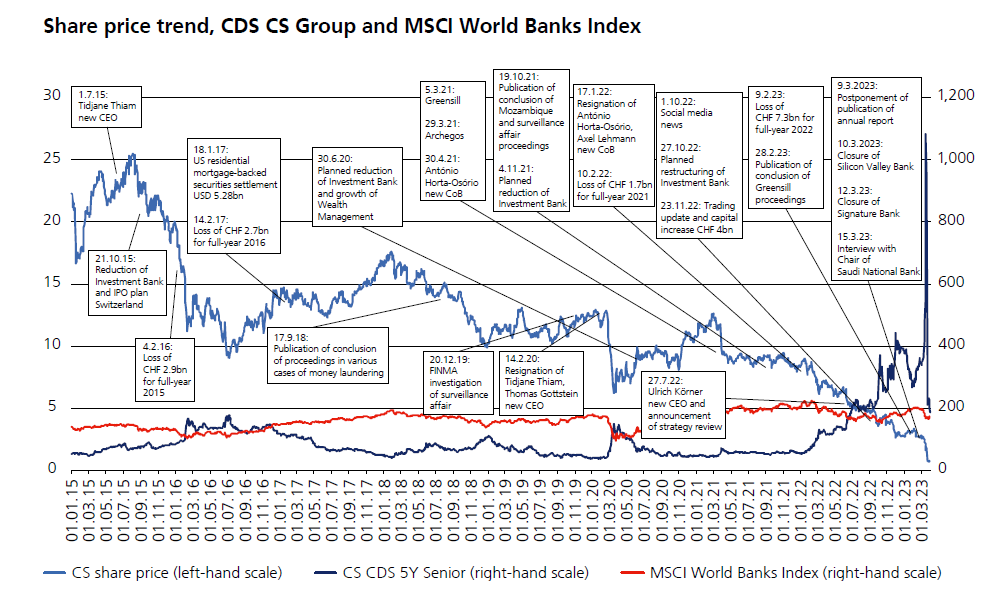 Share price trend, CDS CS Group and MSCI World Banks Index
30
25
20
15
10
5
0
1,200
1,000
800
600
400
200
0
1.7.15:
Tidjane Thiam
new CEO
21.10.15:
Reduction of
Investment Bank
and IPO plan
Switzerland
4.2.16:
Loss of
CHF 2.9bn
for full-year
2015
18.1.17:
US residential
mortgage-backed
securities settlement
USD 5.28bn
14.2.17:
Loss of CHF 2.7bn
for full-year 2016
17.9.18:
Publication of conclusion
of proceedings in various
cases of money laundering
30.6.20:
Planned reduction
of Investment Bank
and growth of
Wealth
Management
20.12.19:
FINMA
investigation
of surveillance
affair
14.2.20:
Resignation of
Tidjane Thiam,
Thomas Gottstein
new CEO
5.3.21:
Greensill
29.3.21:
Archegos
30.4.21:
António
Horta-Osório
new CoB
19.10.21:
Publication of
conclusion of
Mozambique
and surveillance
affair
proceedings
4.11.21:
Planned
reduction of
Investment Bank
17.1.22:
Resignation of
António
Horta-Osório,
Axel Lehmann
new CoB
10.2.22:
Loss of CHF 1.7bn
for full-year 2021
27.7.22:
Ulrich Körner
new CEO and
announcement
of strategy review
1.10.22:
Social media
news
27.10.22:
Planned
restructuring of
Investment Bank
23.11.22: Trading
update and capital
increase CHF 4bn
9.2.23:
Loss of
CHF 7.3bn for
full-year 2022
28.2.23:
Publication of
conclusion of
Greensill
proceedings
9.3.2023:
Postponement of
publication of
annual report
10.3.2023:
Closure of
Silicon Valley Bank
12.3.23:
Closure of
Signature Bank
15.3.23:
Interview with
Chair of
Saudi National Bank
01.01.15
01.03.15
01.05.15
01.07.15
01.09.15
01.11.15
01.01.16
01.03.16
01.05.16
01.07.16
01.09.16
01.11.16
01.01.17
01.03.17
01.05.17
01.07.17
01.09.17
01.11.17
01.01.18
01.03.18
01.05.18
01.07.18
01.09.18
01.11.18
01.01.19
01.03.19
01.05.19
01.07.19
01.09.19
01.11.19
01.01.20
01.03.20
01.05.20
01.07.20
01.09.20
01.11.20
01.01.21
01.03.21
01.05.21
01.07.21
01.09.21
01.11.21
01.01.22
01.03.22
01.05.22
01.07.22
01.09.22
01.11.22
01.01.23
01.03.23
CS share price (left-hand scale)
CS CDS 5Y Senior (right-hand scale)
MSCI World Banks Index (right-hand scale)